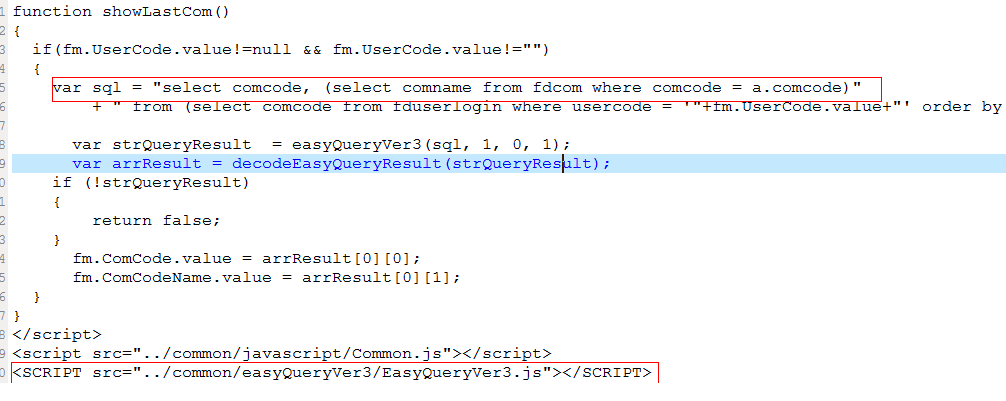 1 function showLastCom()
2 {
3 if(fm.UserCode.value!=null && fm.UserCode.value!="")
4 {
5 var sql = "select comcode, (select comname from fdcom where comcode = a.comcode)"
6 + " from (select comcode from fduserlogin where usercode = '"+fm.UserCode.value+"' order by
7
8 var strQueryResult = easyQueryVer3(sql, 1, 0, 1);
9 var arrResult = decodeEasyQueryResult(strQueryResult);
0 if (!strQueryResult)
1 {
2 return false;
3 }
4 fm.ComCode.value = arrResult[0][0];
5 fm.ComCodeName.value = arrResult[0][1];
6 }
7 }
8 </script>
9 <script src="../common/javascript/Common.js"></script>
0 <SCRIPT src="../common/easyQueryVer3/EasyQueryVer3.js"></SCRIPT>